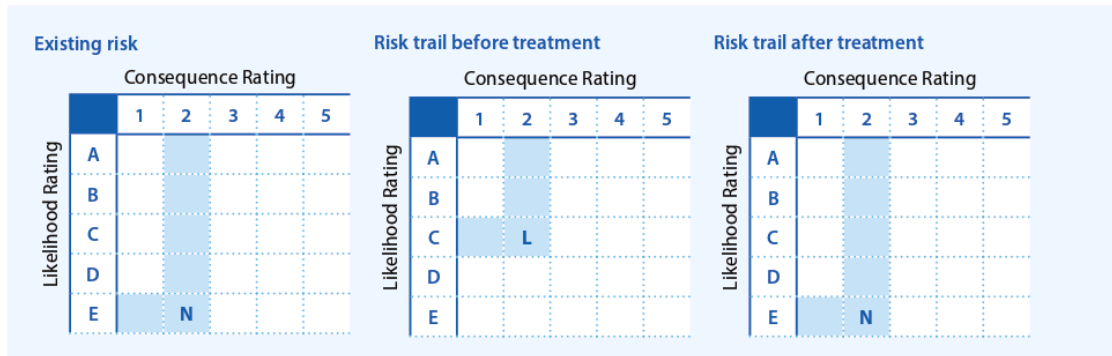 Existing risk
Consequence Rating
1 2 3 4 5
Likelihood Rating
A
B
C
D
E N
Risk trail before treatment
Consequence Rating
1 2 3 4 5
Likelihood Rating
A
B
C L
D
E
Risk trail after treatment
Consequence Rating
1 2 3 4 5
Likelihood Rating
A
B
C
D
E N